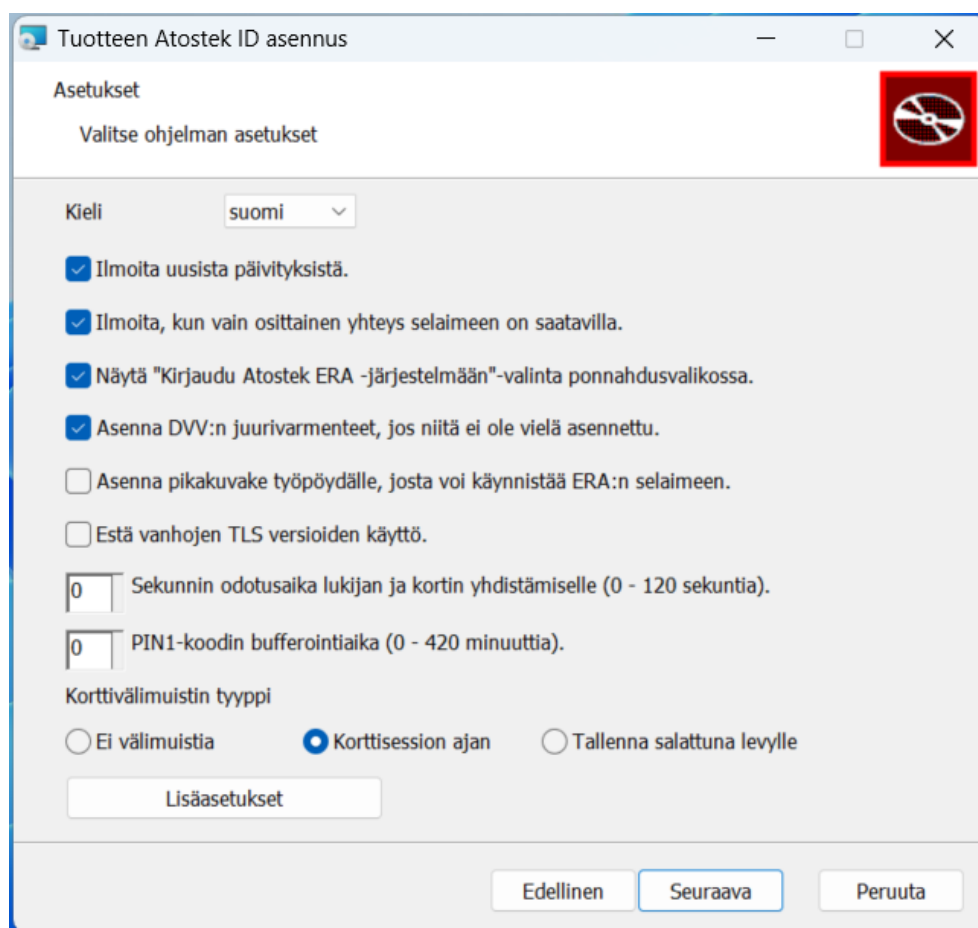 Tuotteen Atostek ID asennus
Asetukset
Valitse ohjelman asetukset
Kieli suomi
Ilmoita uusista päivityksistä.
Ilmoita, kun vain osittainen yhteys selaimeen on saatavilla.
Näytä "Kirjaudu Atostek ERA -järjestelmään"-valinta ponnahdusvalikossa.
Asenna DVV:n juurivarmenteet, jos niitä ei ole vielä asennettu.
Asenna pikakuvake työpöydälle, josta voi käynnistää ERA:n selaimeen.
Estä vanhojen TLS versioiden käyttö.
0 Sekunnin odotusaika lukijan ja kortin yhdistämiselle (0 - 120 sekuntia).
0 PIN1-koodin bufferointiaika (0 - 420 minuuttia).
Korttivälimuistin tyyppi
Ei välimuistia Korttisession ajan Tallenna salattuna levylle
Lisäasetukset
Edellinen Seuraava Peruuta